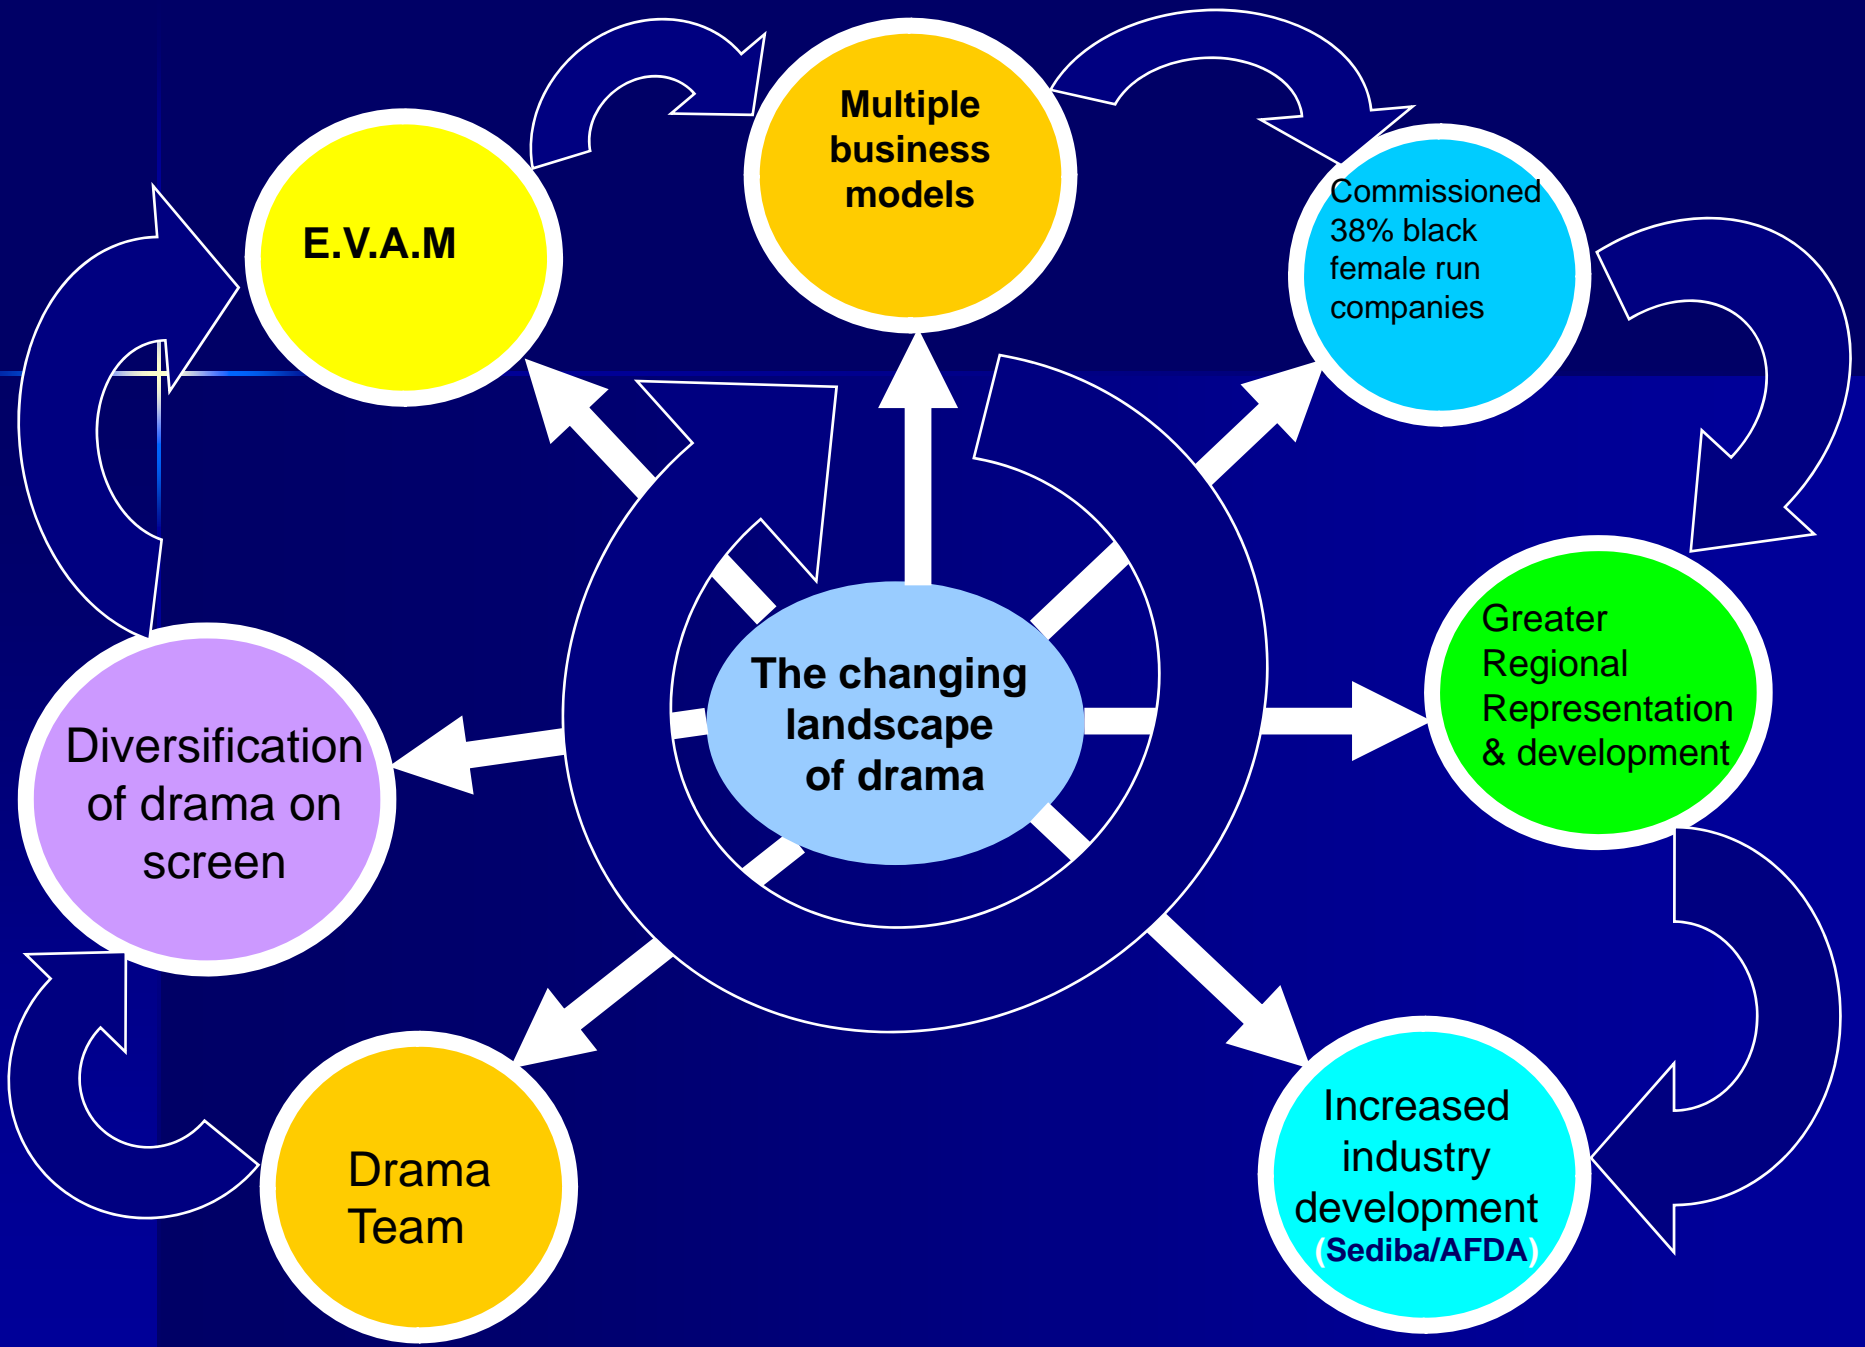 Multiple
business
models
E.V.A.M
Commissioned
38% black
female run
companies
Greater
Regional
Representation
& development
The changing
landscape
of drama
Diversification
of drama on
screen
Drama
Team
Increased
industry
development
(Sediba/AFDA)